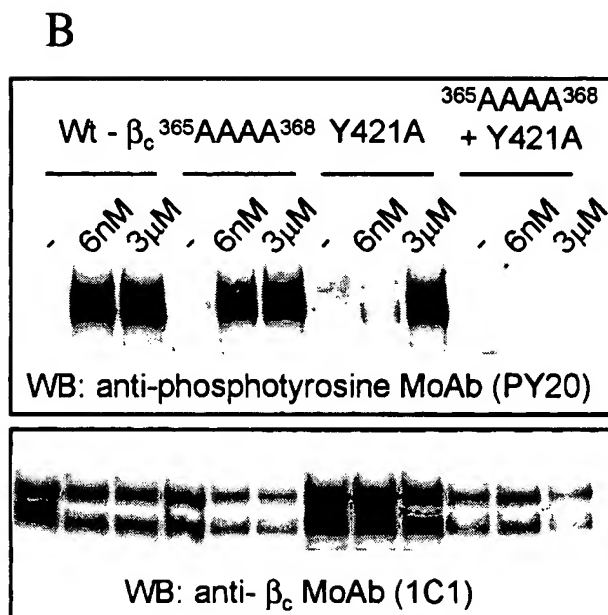 B
³⁶⁵AAAA³⁶⁸
Wt - βc ³⁶⁵AAAA³⁶⁸ Y421A + Y421A
- 6nM 3μM - 6nM 3μM - 6nM 3μM - 6nM 3μM
WB: anti-phosphotyrosine MoAb (PY20)
WB: anti- βc MoAb (1C1)